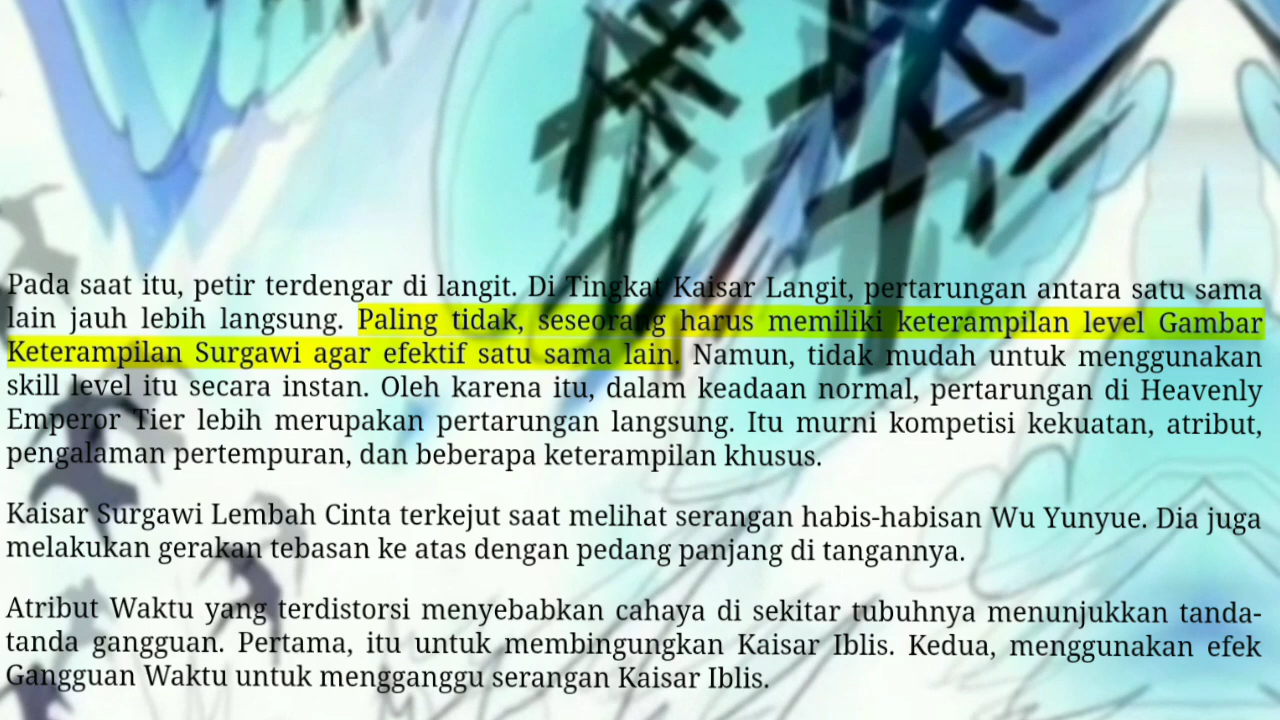 Pada saat itu, petir terdengar di langit. Di Tingkat Kaisar Langit, pertarungan antara satu sama
lain jauh lebih langsung. Paling tidak, seseorang harus memiliki keterampilan level Gambar
Keterampilan Surgawi agar efektif satu sama lain. Namun, tidak mudah untuk menggunakan
skill level itu secara instan. Oleh karena itu, dalam keadaan normal, pertarungan di Heavenly
Emperor Tier lebih merupakan pertarungan langsung. Itu murni kompetisi kekuatan, atribut,
pengalaman pertempuran, dan beberapa keterampilan khusus.
Kaisar Surgawi Lembah Cinta terkejut saat melihat serangan habis-habisan Wu Yunyue. Dia juga
melakukan gerakan tebasan ke atas dengan pedang panjang di tangannya.
Atribut Waktu yang terdistorsi menyebabkan cahaya di sekitar tubuhnya menunjukkan tanda-
tanda gangguan. Pertama, itu untuk membingungkan Kaisar Iblis. Kedua, menggunakan efek
Gangguan Waktu untuk mengganggu serangan Kaisar Iblis.